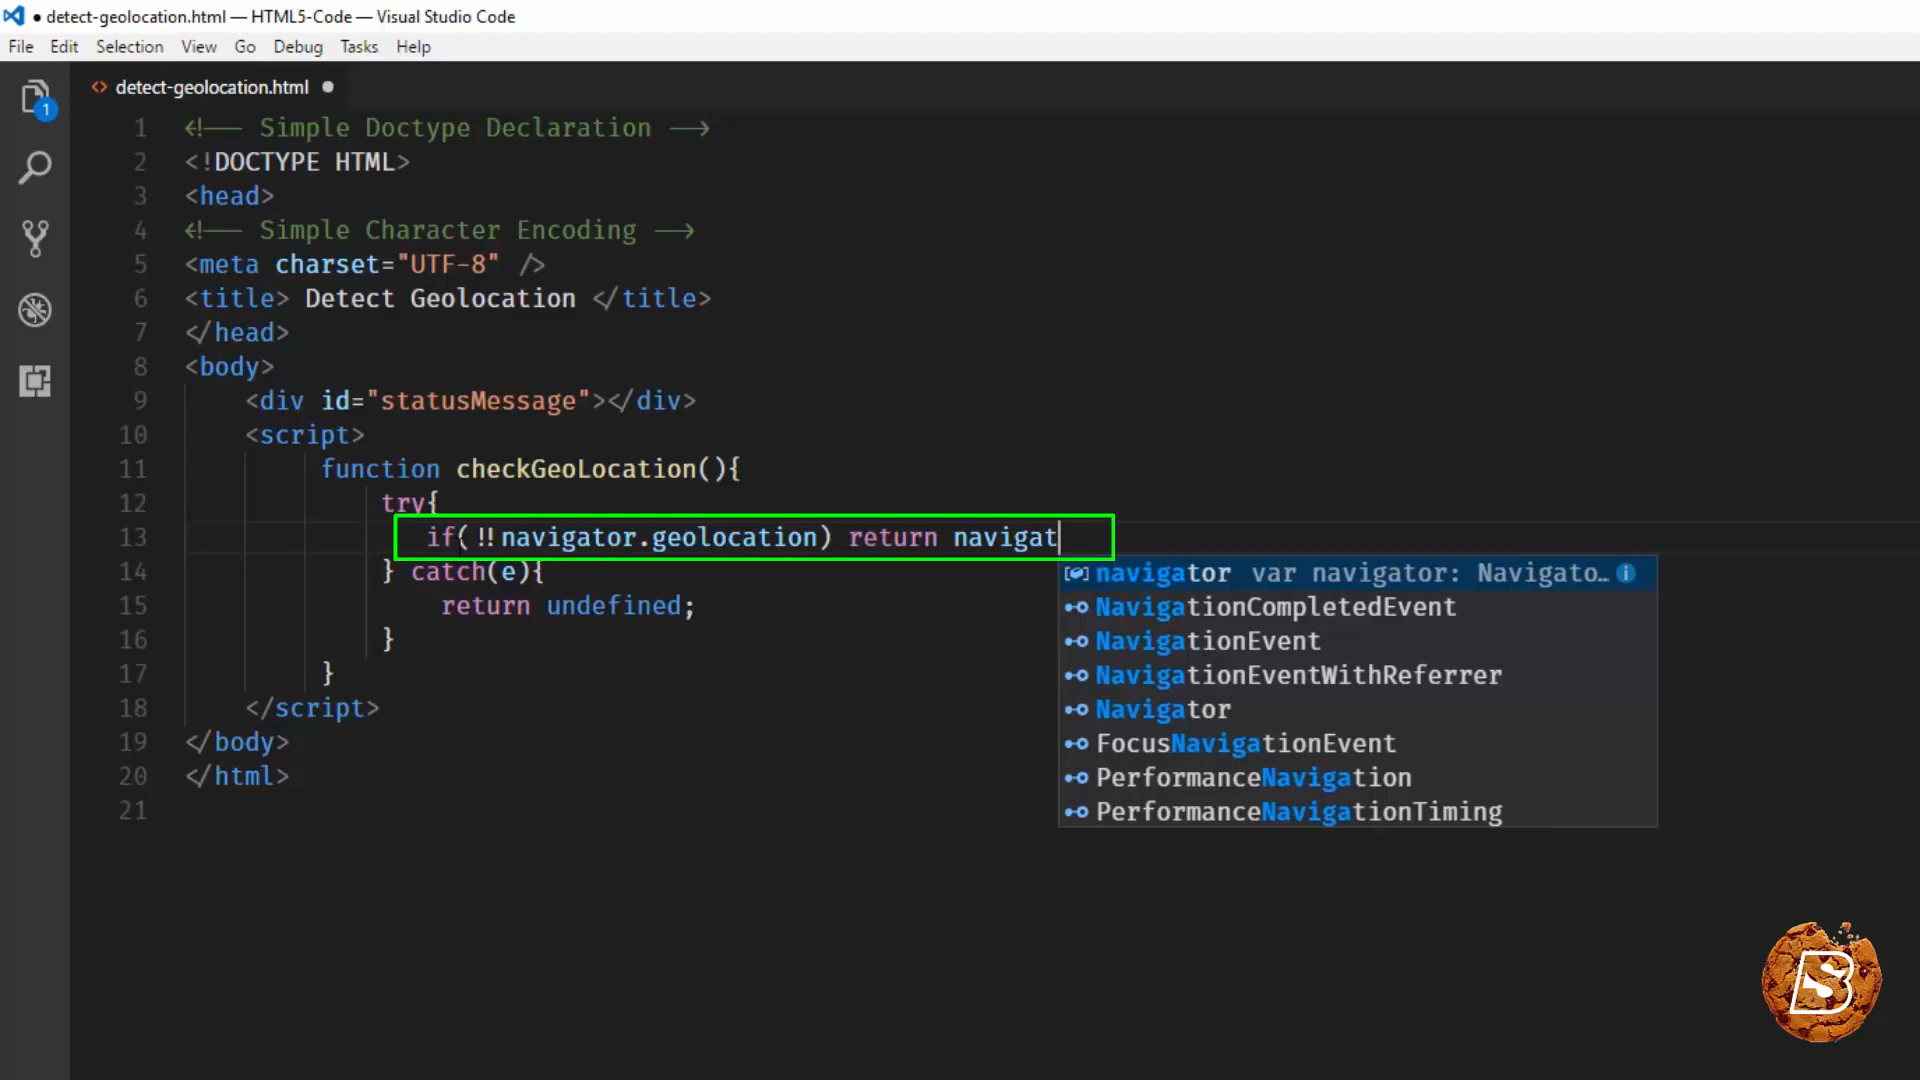 ● detect-geolocation.html — HTML5-Code — Visual Studio Code
File Edit Selection View Go Debug Tasks Help
1
<> detect-geolocation.html ●
1 <!-- Simple Doctype Declaration -->
2 <!DOCTYPE HTML>
3 <head>
4 <!-- Simple Character Encoding -->
5 <meta charset="UTF-8" />
6 <title> Detect Geolocation </title>
7 </head>
8 <body>
9 <div id="statusMessage"></div>
10 <script>
11 function checkGeoLocation(){
12 try{
13 if(!!navigator.geolocation) return navigat
14 } catch(e){
15 return undefined;
16 }
17 }
18 </script>
19 </body>
20 </html>
21
navigator var navigator: Navigato…
NavigationCompletedEvent
NavigationEvent
NavigationEventWithReferrer
Navigator
FocusNavigationEvent
PerformanceNavigation
PerformanceNavigationTiming